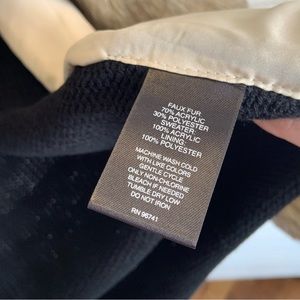 FAUX FUR:
70% ACRYLIC
30% POLYESTER
SWEATER:
100% ACRYLIC
LINING:
100% POLYESTER
MACHINE WASH COLD
WITH LIKE COLORS
GENTLE CYCLE
ONLY NON-CHLORINE
BLEACH IF NEEDED
TUMBLE DRY LOW
DO NOT IRON
RN 96741